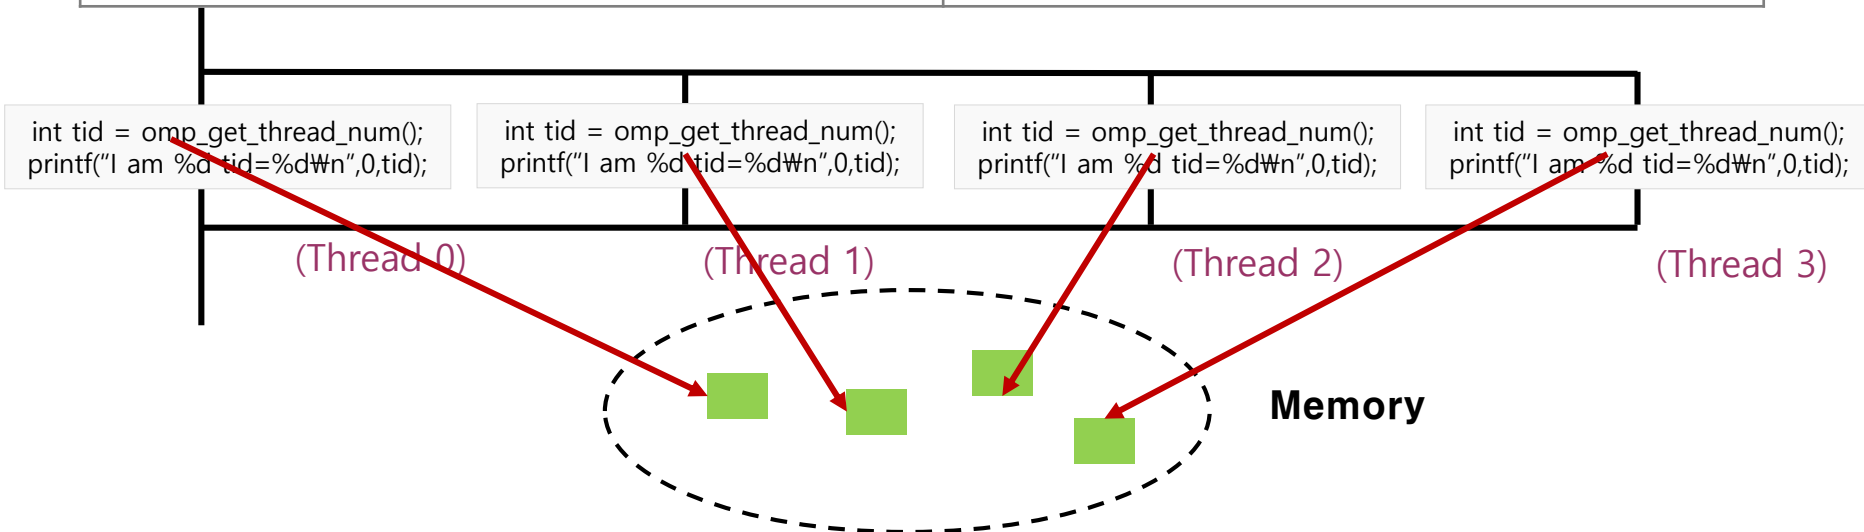 int tid = omp_get_thread_num();
printf(“I am %d tid=%d₩n”,0,tid);
int tid = omp_get_thread_num();
printf(“I am %d tid=%d₩n”,0,tid);
int tid = omp_get_thread_num();
printf(“I am %d tid=%d₩n”,0,tid);
int tid = omp_get_thread_num();
printf(“I am %d tid=%d₩n”,0,tid);
(Thread 0)
(Thread 1)
(Thread 2)
(Thread 3)
Memory